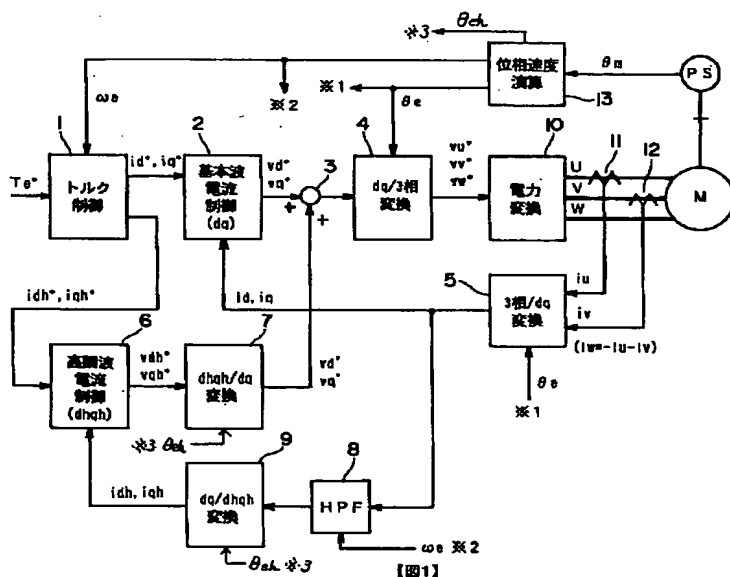 ※3 θeh
位相速度
演算
13
θm
PS
ωe
※2
※1
θe
1
トルク
制御
Te*
id*, iq*
2
基本波
電流
制御
(dq)
vd*
vq*
3
+
+
4
dq/3相
変換
vu*
vv*
vw*
10
電力
変換
U
V
W
11
12
M
idh*, iqh*
id, iq
5
3相/dq
変換
iu
iv
(iw=-iu-iv)
θe
※1
6
高調波
電流
制御
(dhqh)
vdh*
vqh*
7
dhqh/dq
変換
vd*
vq*
※3 θeh
idh, iqh
9
dq/dhqh
変換
θeh ※3
8
HPF
ωe ※2
【図1】